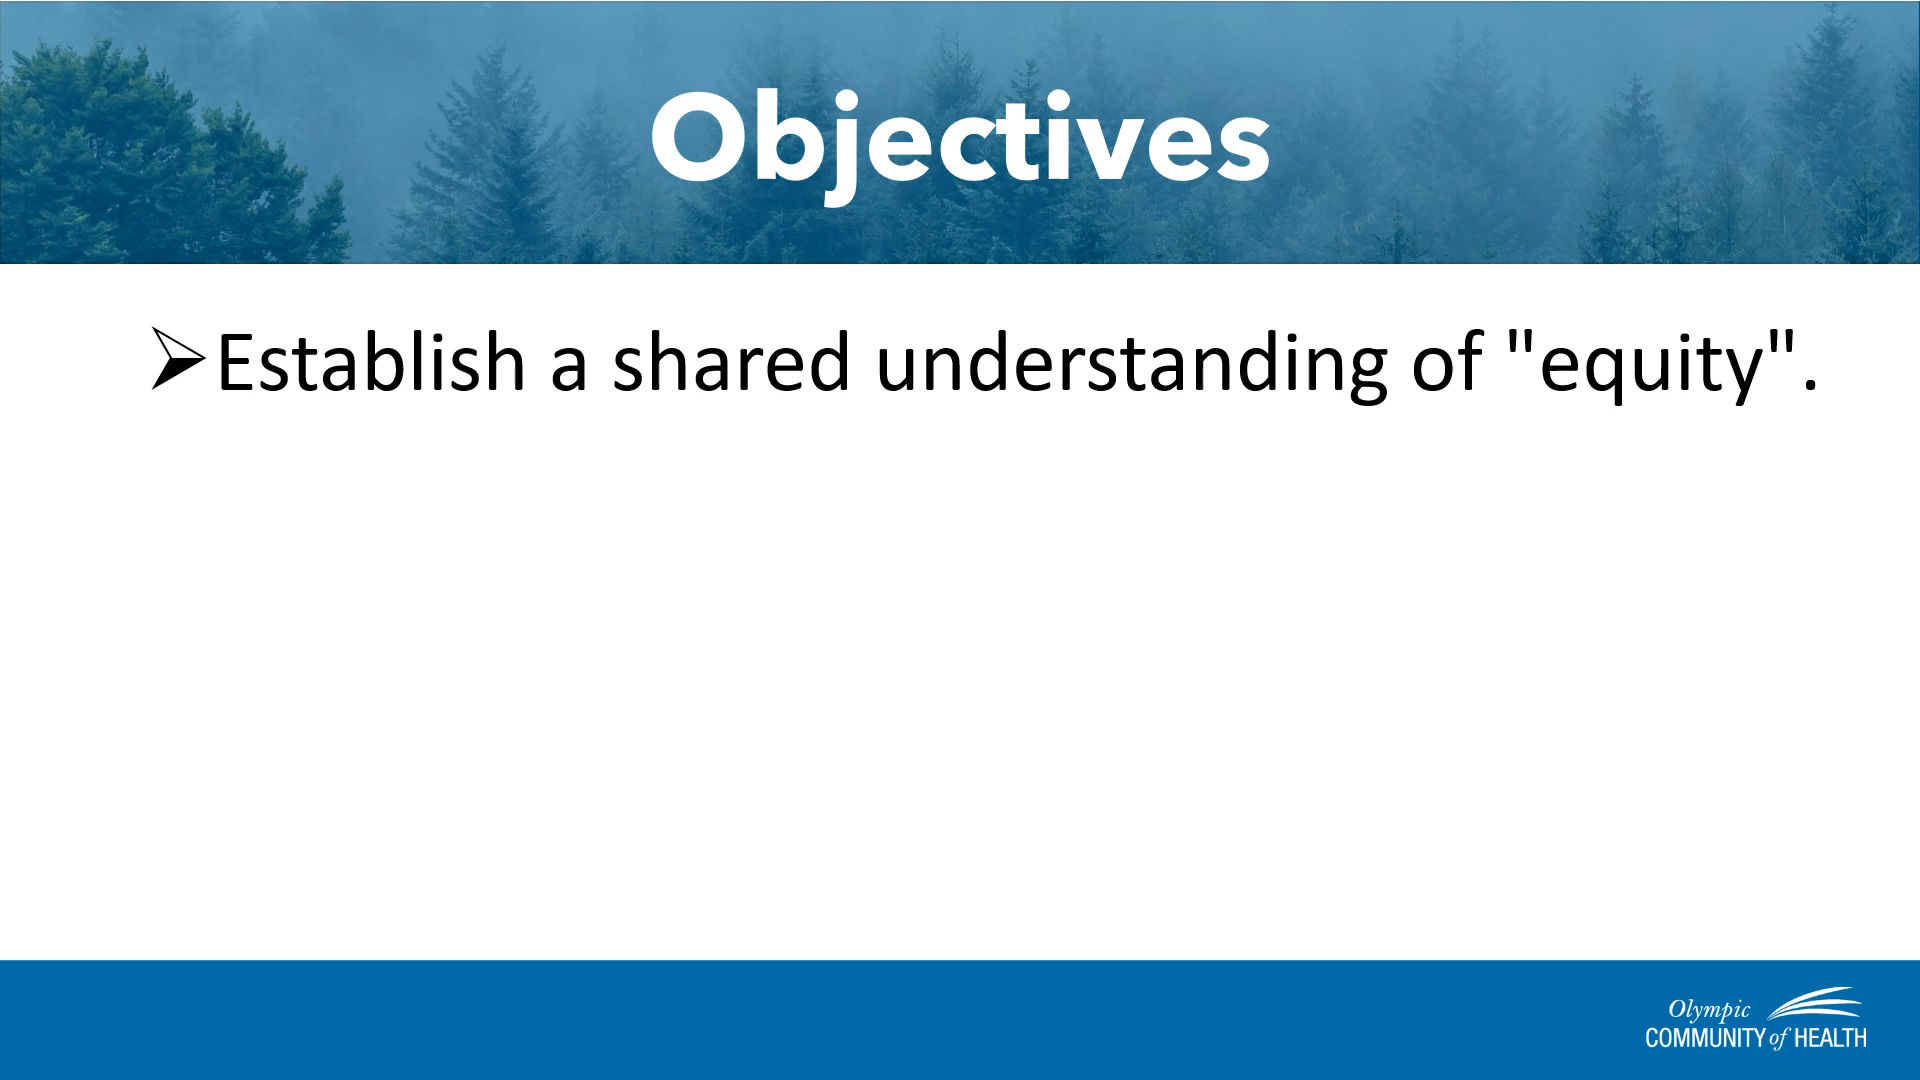 Objectives
Establish a shared understanding of "equity".
Olympic
COMMUNITY of HEALTH